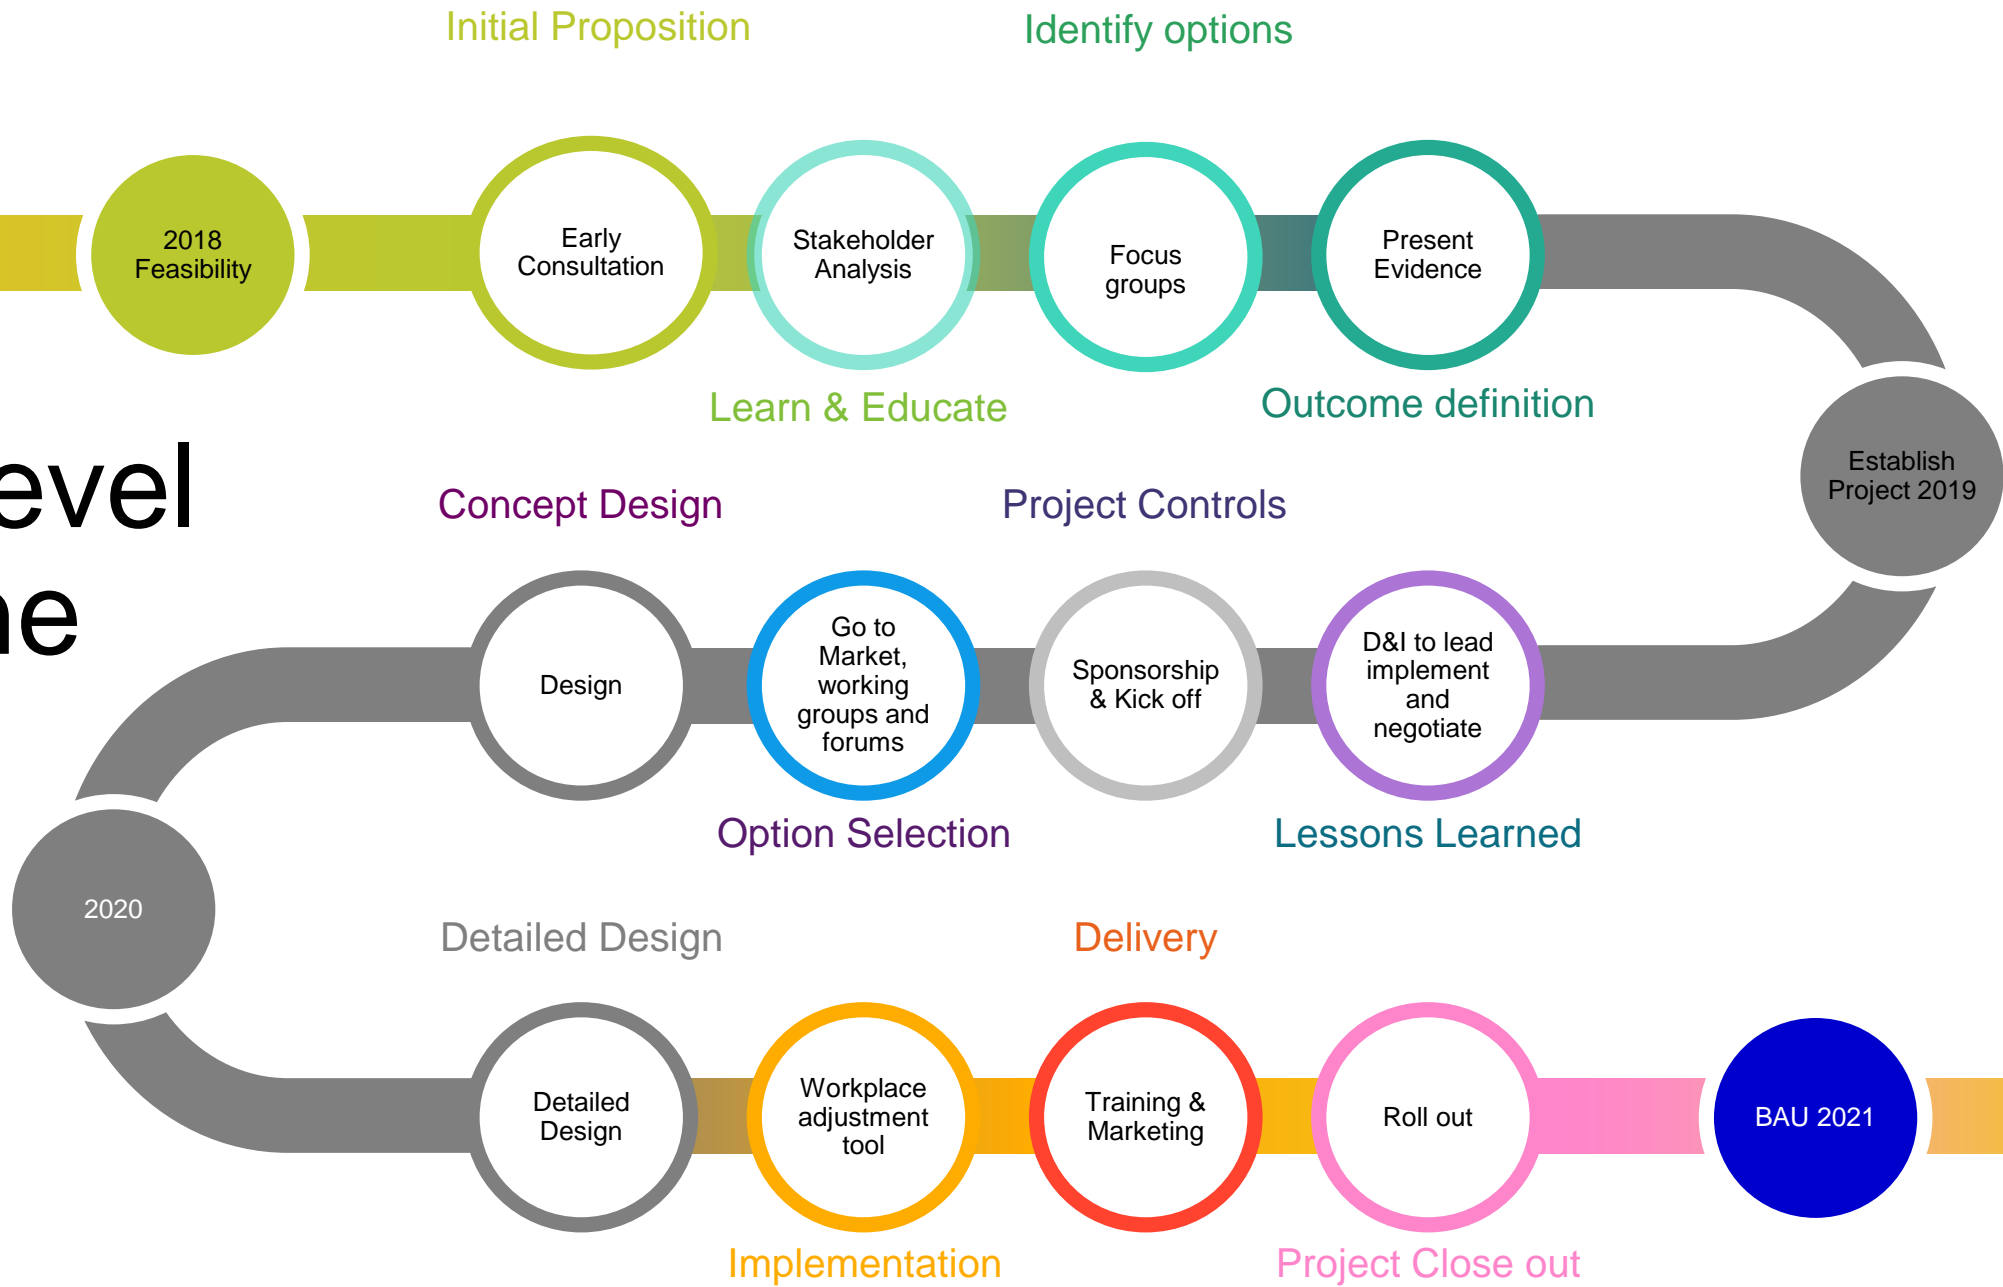 Initial Proposition
Identify options
2018
Feasibility
Early
Consultation
Stakeholder
Analysis
Focus
groups
Present
Evidence
Learn & Educate
Outcome definition
evel
ne
Establish
Project 2019
Concept Design
Project Controls
Design
Go to
Market,
working
groups and
forums
Sponsorship
& Kick off
D&I to lead
implement
and
negotiate
Option Selection
Lessons Learned
2020
Detailed Design
Delivery
Detailed
Design
Workplace
adjustment
tool
Training &
Marketing
Roll out
BAU 2021
Implementation
Project Close out